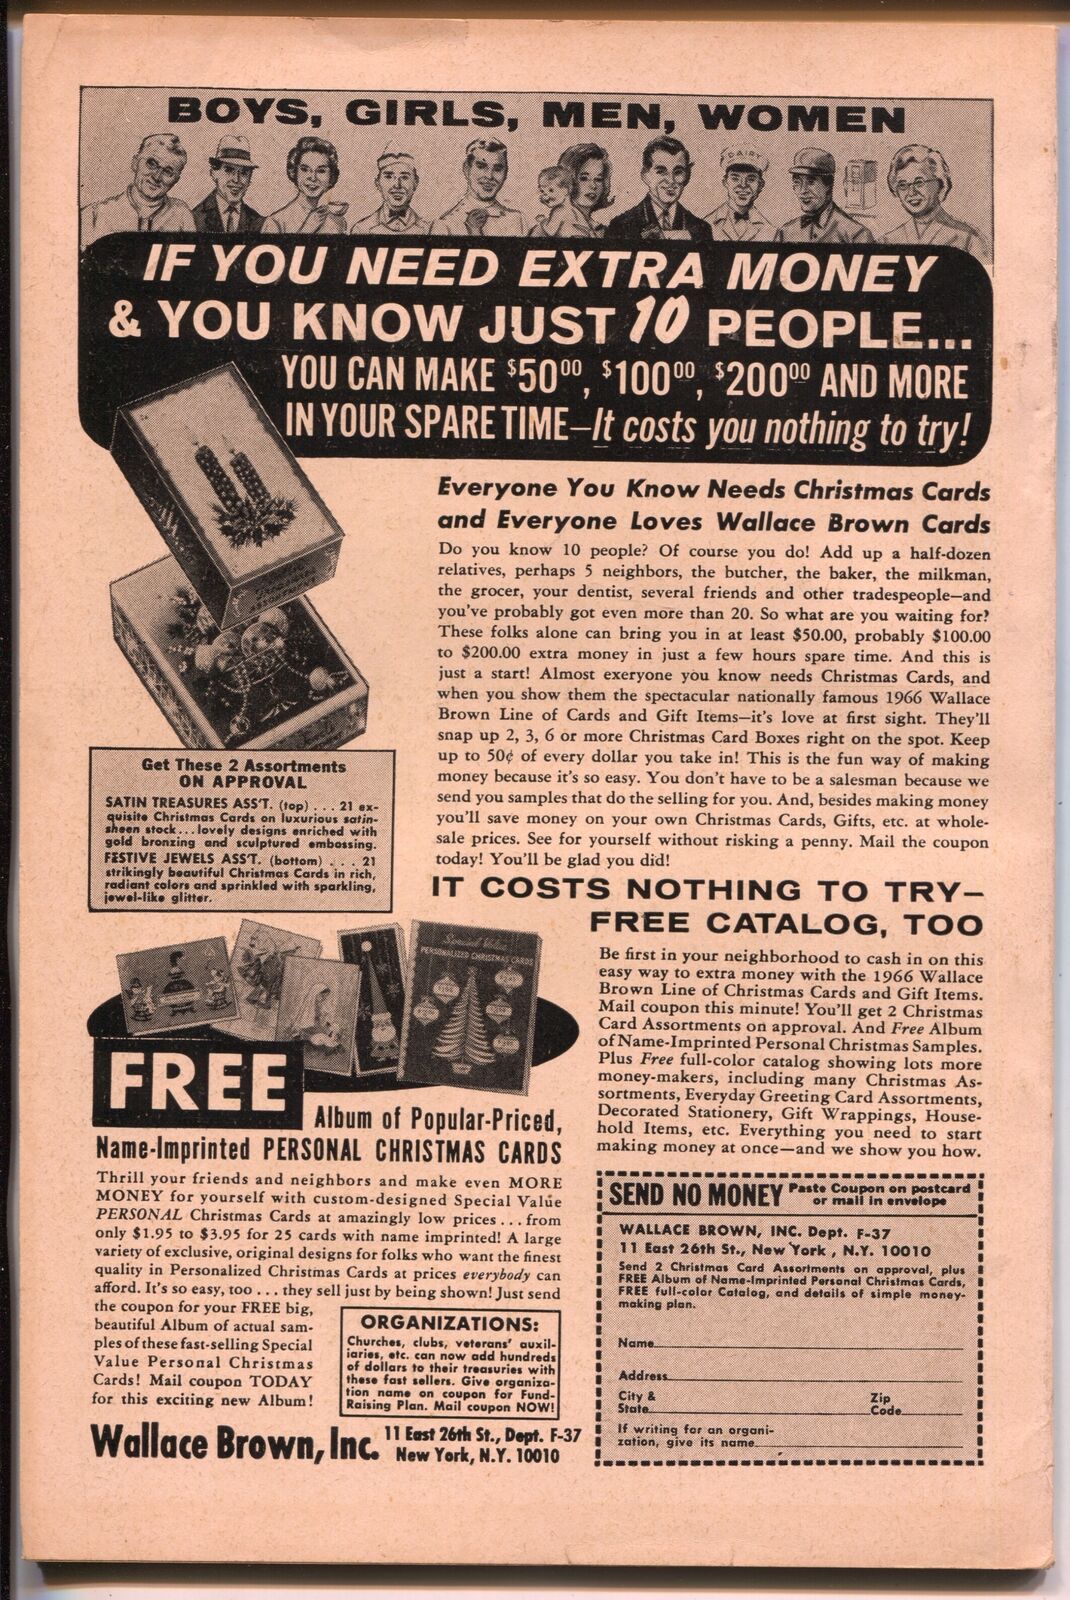 BOYS, GIRLS, MEN, WOMEN
DAIRY
IF YOU NEED EXTRA MONEY
& YOU KNOW JUST 10 PEOPLE...
YOU CAN MAKE $50⁰⁰, $100⁰⁰, $200⁰⁰ AND MORE
IN YOUR SPARE TIME—It costs you nothing to try!
Everyone You Know Needs Christmas Cards
and Everyone Loves Wallace Brown Cards
Do you know 10 people? Of course you do! Add up a half-dozen
relatives, perhaps 5 neighbors, the butcher, the baker, the milkman,
the grocer, your dentist, several friends and other tradespeople—and
you've probably got even more than 20. So what are you waiting for?
These folks alone can bring you in at least $50.00, probably $100.00
to $200.00 extra money in just a few hours spare time. And this is
just a start! Almost exeryone you know needs Christmas Cards, and
when you show them the spectacular nationally famous 1966 Wallace
Brown Line of Cards and Gift Items—it's love at first sight. They'll
snap up 2, 3, 6 or more Christmas Card Boxes right on the spot. Keep
up to 50¢ of every dollar you take in! This is the fun way of making
money because it's so easy. You don't have to be a salesman because we
send you samples that do the selling for you. And, besides making money
you'll save money on your own Christmas Cards, Gifts, etc. at whole-
sale prices. See for yourself without risking a penny. Mail the coupon
today! You'll be glad you did!
Get These 2 Assortments
ON APPROVAL
SATIN TREASURES ASS'T. (top) . . . 21 ex-
quisite Christmas Cards on luxurious satin-
sheen stock...lovely designs enriched with
gold bronzing and sculptured embossing.
FESTIVE JEWELS ASS'T. (bottom) . . . 21
strikingly beautiful Christmas Cards in rich,
radiant colors and sprinkled with sparkling,
jewel-like glitter.
IT COSTS NOTHING TO TRY—
FREE CATALOG, TOO
Be first in your neighborhood to cash in on this
easy way to extra money with the 1966 Wallace
Brown Line of Christmas Cards and Gift Items.
Mail coupon this minute! You'll get 2 Christmas
Card Assortments on approval. And Free Album
of Name-Imprinted Personal Christmas Samples.
Plus Free full-color catalog showing lots more
money-makers, including many Christmas As-
sortments, Everyday Greeting Card Assortments,
Decorated Stationery, Gift Wrappings, House-
hold Items, etc. Everything you need to start
making money at once—and we show you how.
Special Value
PERSONALIZED CHRISTMAS CARDS
FREE
Album of Popular-Priced,
Name-Imprinted PERSONAL CHRISTMAS CARDS
Thrill your friends and neighbors and make even MORE
MONEY for yourself with custom-designed Special Value
PERSONAL Christmas Cards at amazingly low prices . . . from
only $1.95 to $3.95 for 25 cards with name imprinted! A large
variety of exclusive, original designs for folks who want the finest
quality in Personalized Christmas Cards at prices everybody can
afford. It's so easy, too . . . they sell just by being shown! Just send
the coupon for your FREE big,
beautiful Album of actual sam-
ples of these fast-selling Special
Value Personal Christmas
Cards! Mail coupon TODAY
for this exciting new Album!
ORGANIZATIONS:
Churches, clubs, veterans' auxil-
iaries, etc. can now add hundreds
of dollars to their treasuries with
these fast sellers. Give organiza-
tion name on coupon for Fund-
Raising Plan. Mail coupon NOW!
Wallace Brown, Inc. 11 East 26th St., Dept. F-37
New York, N.Y. 10010
SEND NO MONEY Paste Coupon on postcard
or mail in envelope
WALLACE BROWN, INC. Dept. F-37
11 East 26th St., New York , N.Y. 10010
Send 2 Christmas Card Assortments on approval, plus
FREE Album of Name-Imprinted Personal Christmas Cards,
FREE full-color Catalog, and details of simple money-
making plan.
Name
Address
City & Zip
State Code
If writing for an organi-
zation, give its name